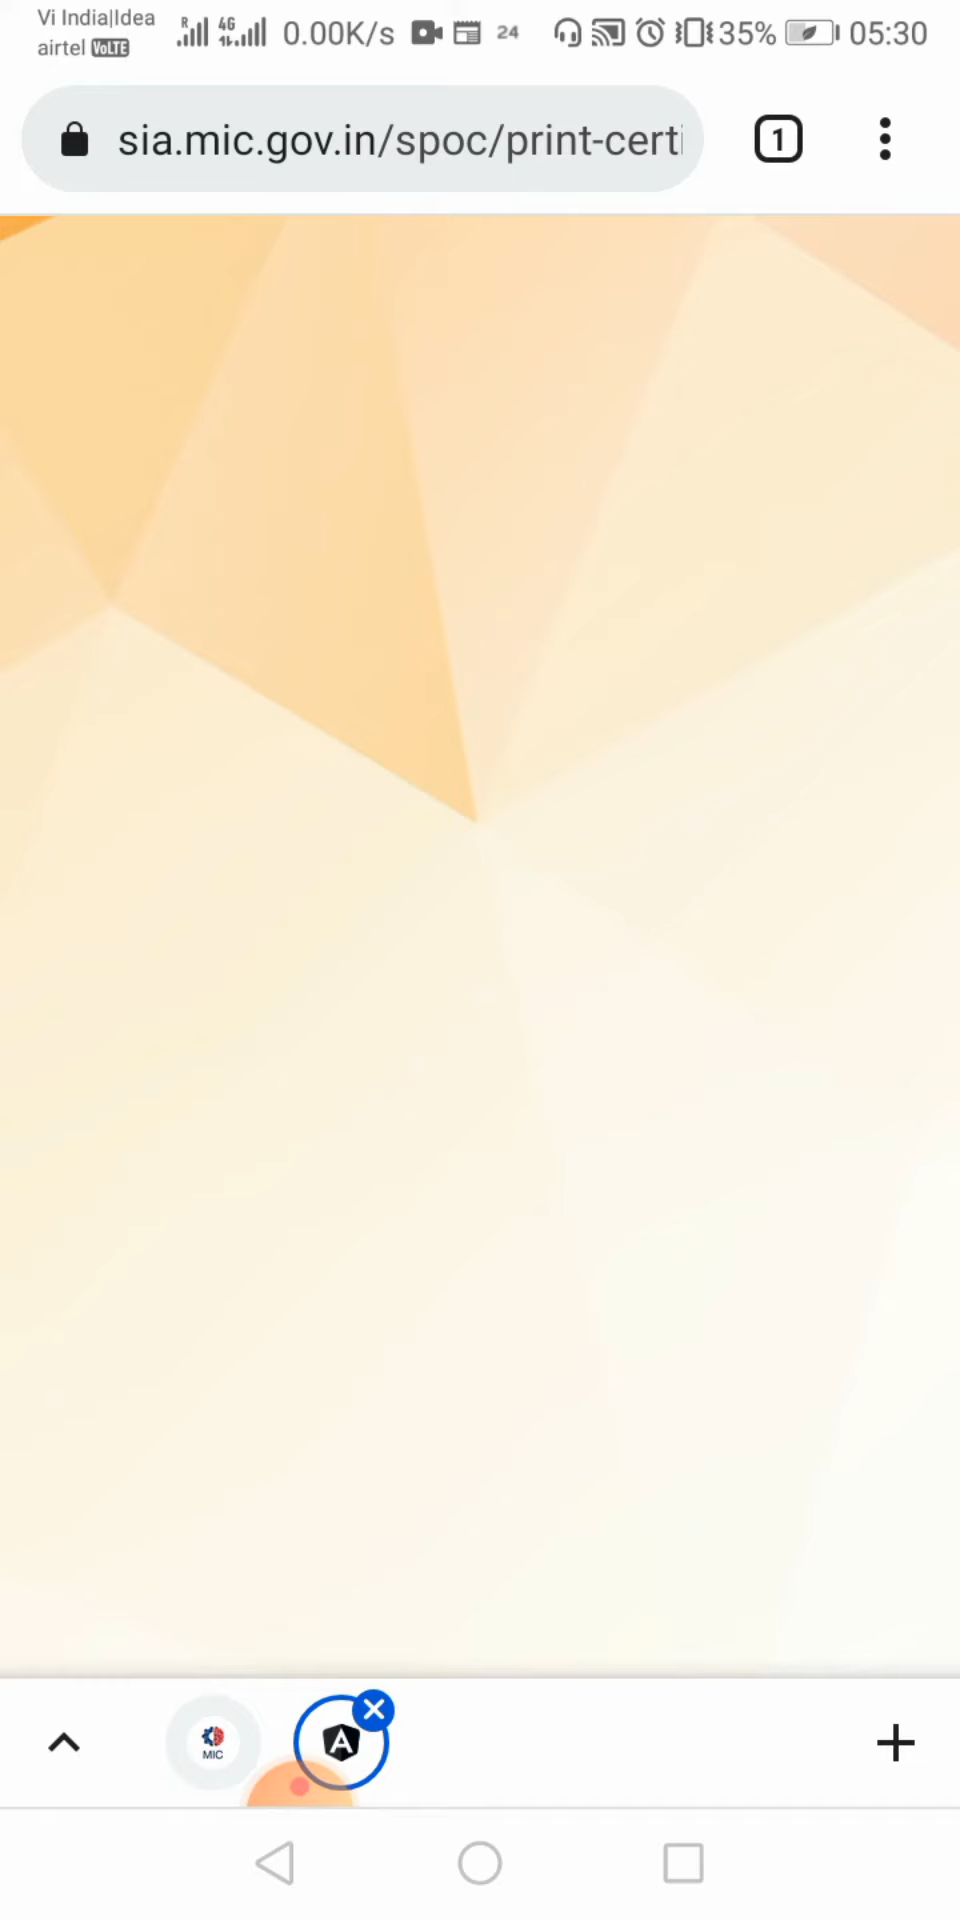 Vi India|Idea
airtel VoLTE
R 4G 0.00K/s 24 35% 05:30
sia.mic.gov.in/spoc/print-certi
1
MIC
A